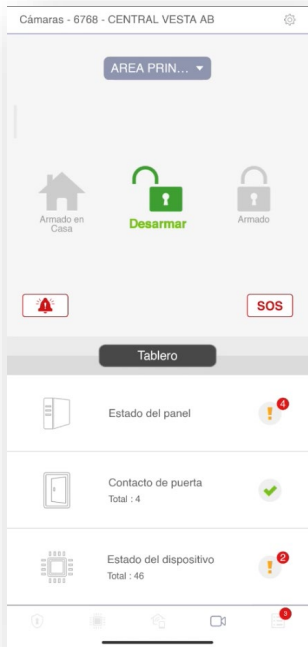 Cámaras - 6768 - CENTRAL VESTA AB
AREA PRIN...
Armado en
Casa
Desarmar
Armado
SOS
Tablero
Estado del panel
4
Contacto de puerta
Total : 4
Estado del dispositivo
Total : 46
2